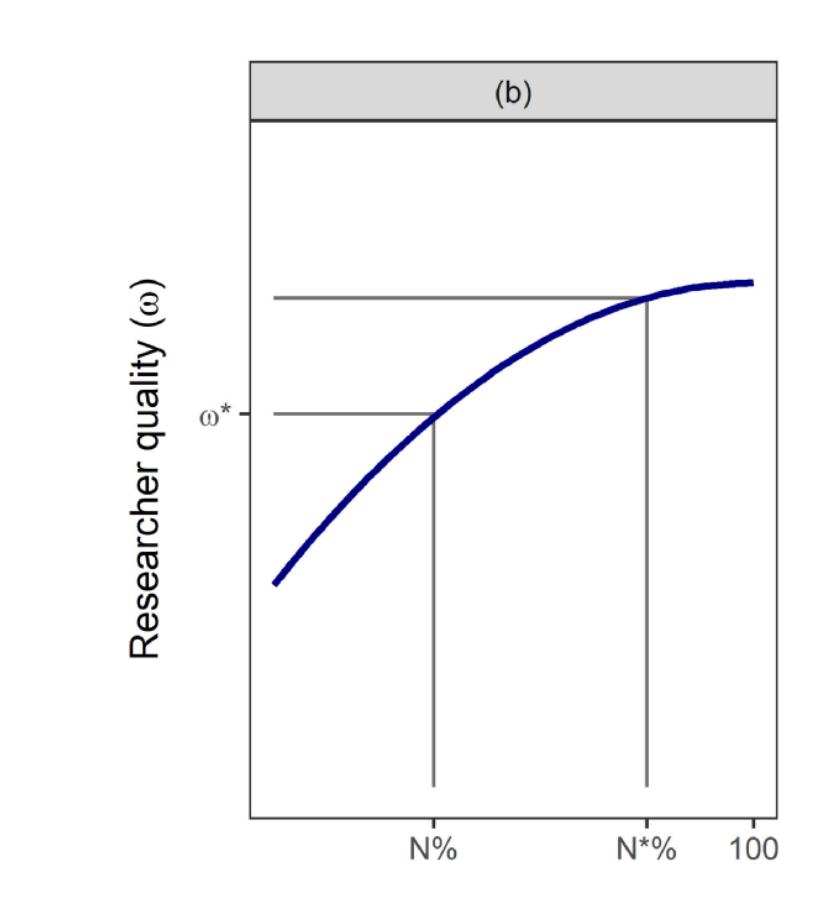 (b)
Researcher quality (ω)
ω*
N%
N*%
100